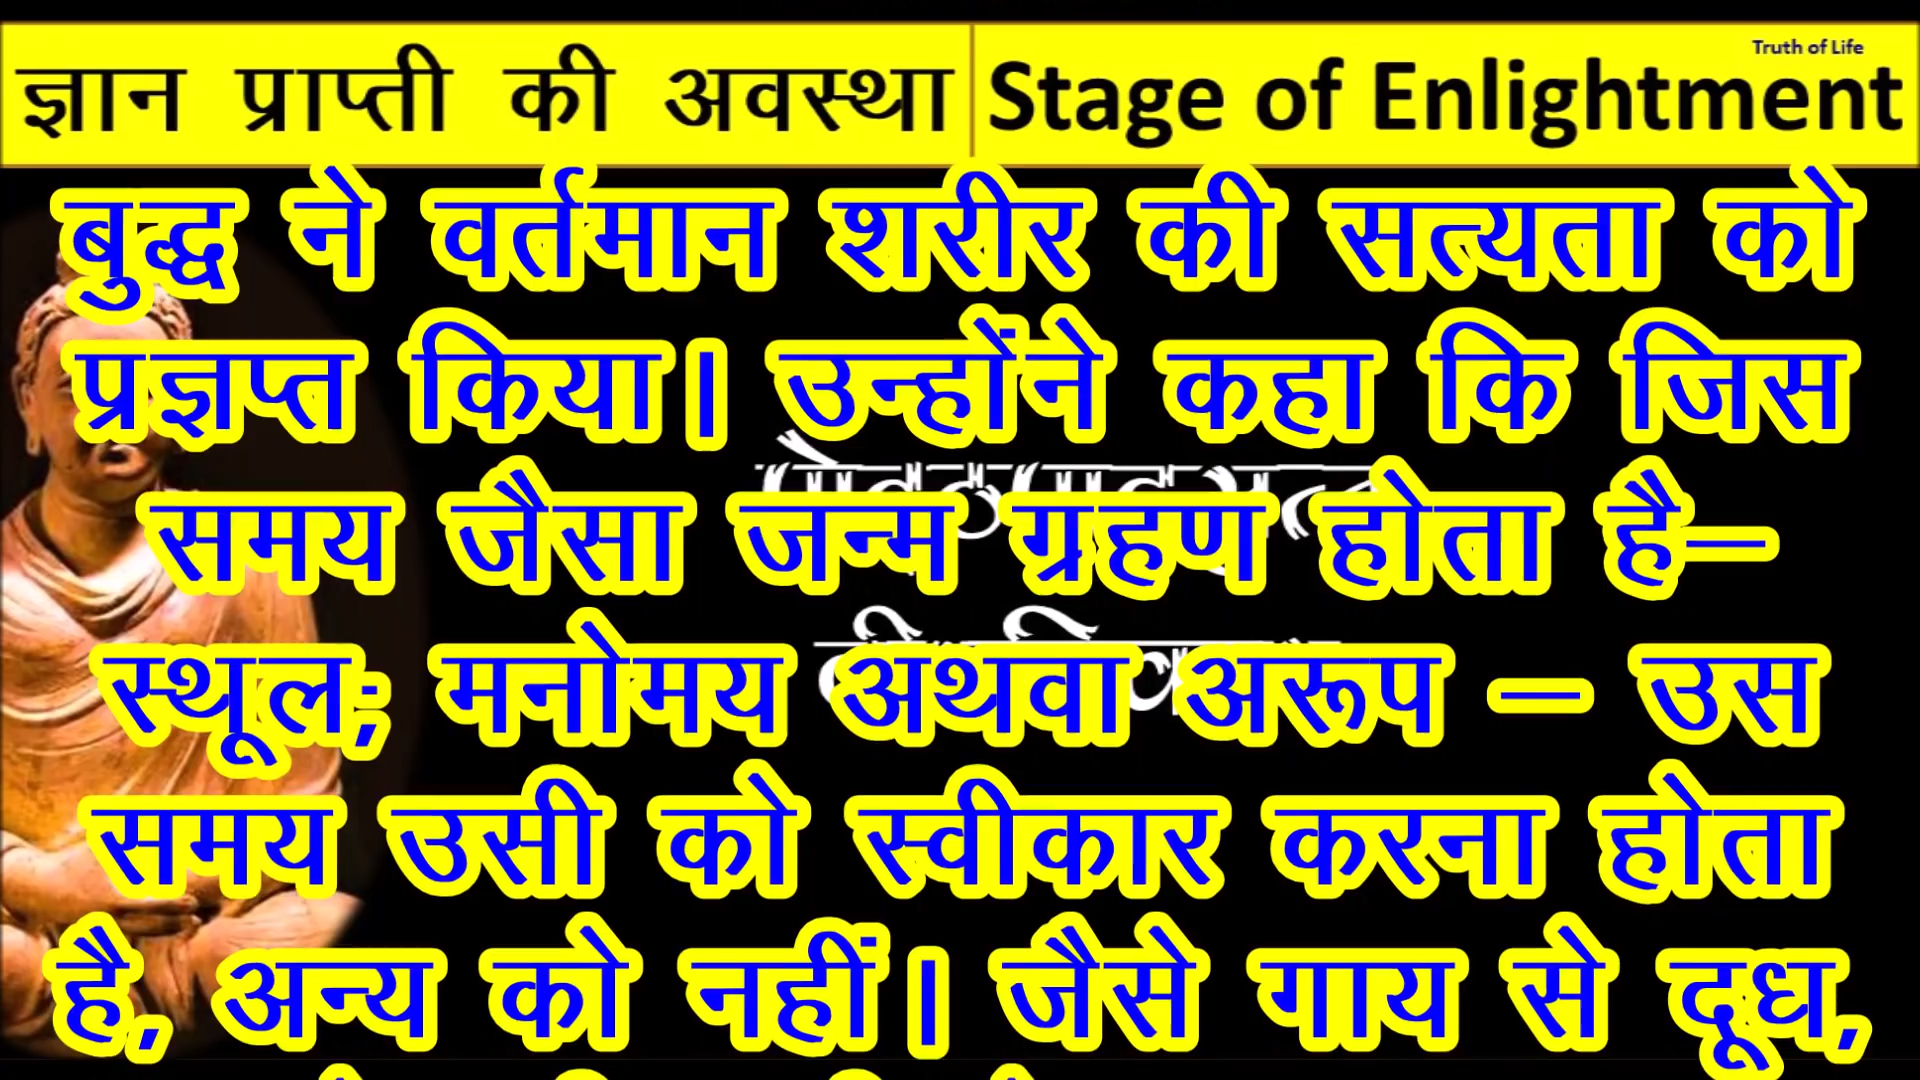 ज्ञान प्राप्ती की अवस्था
Truth of Life
Stage of Enlightment
बुद्ध ने वर्तमान शरीर की सत्यता को
प्रज्ञप्त किया। उन्होंने कहा कि जिस
समय जैसा जन्म ग्रहण होता है–
स्थूल; मनोमय अथवा अरूप – उस
समय उसी को स्वीकार करना होता
है, अन्य को नहीं। जैसे गाय से दूध,